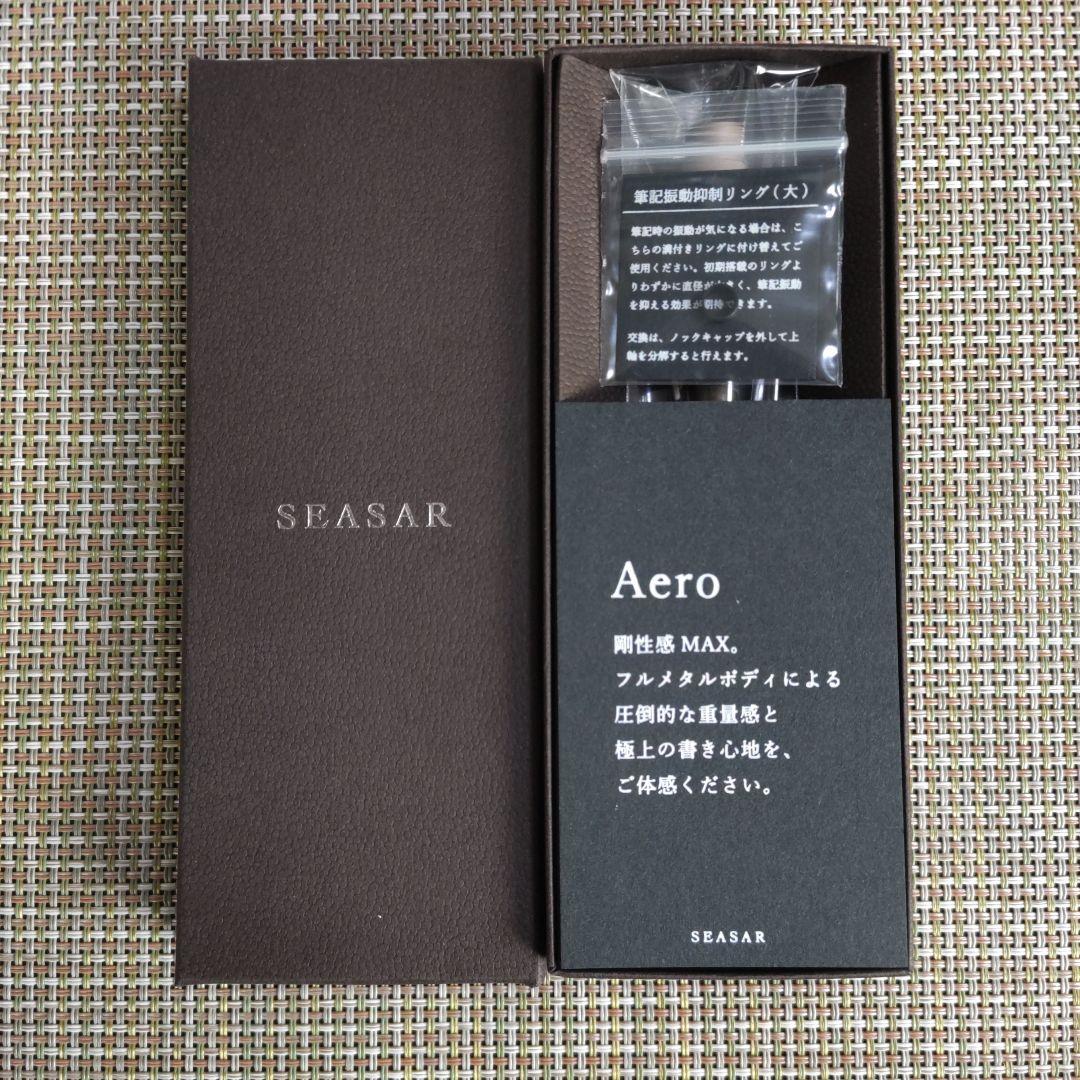 SEASAR
筆記振動抑制リング(大)
筆記時の振動が気になる場合は、こ
ちらの溝付きリングに付け替えてご
使用ください。初期搭載のリングよ
りわずかに直径が大きく、筆記振動
を抑える効果が期待できます。
交換は、ノックキャップを外して上
軸を分解すると行えます。
Aero
剛性感 MAX。
フルメタルボディによる
圧倒的な重量感と
極上の書き心地を、
ご体感ください。
SEASAR